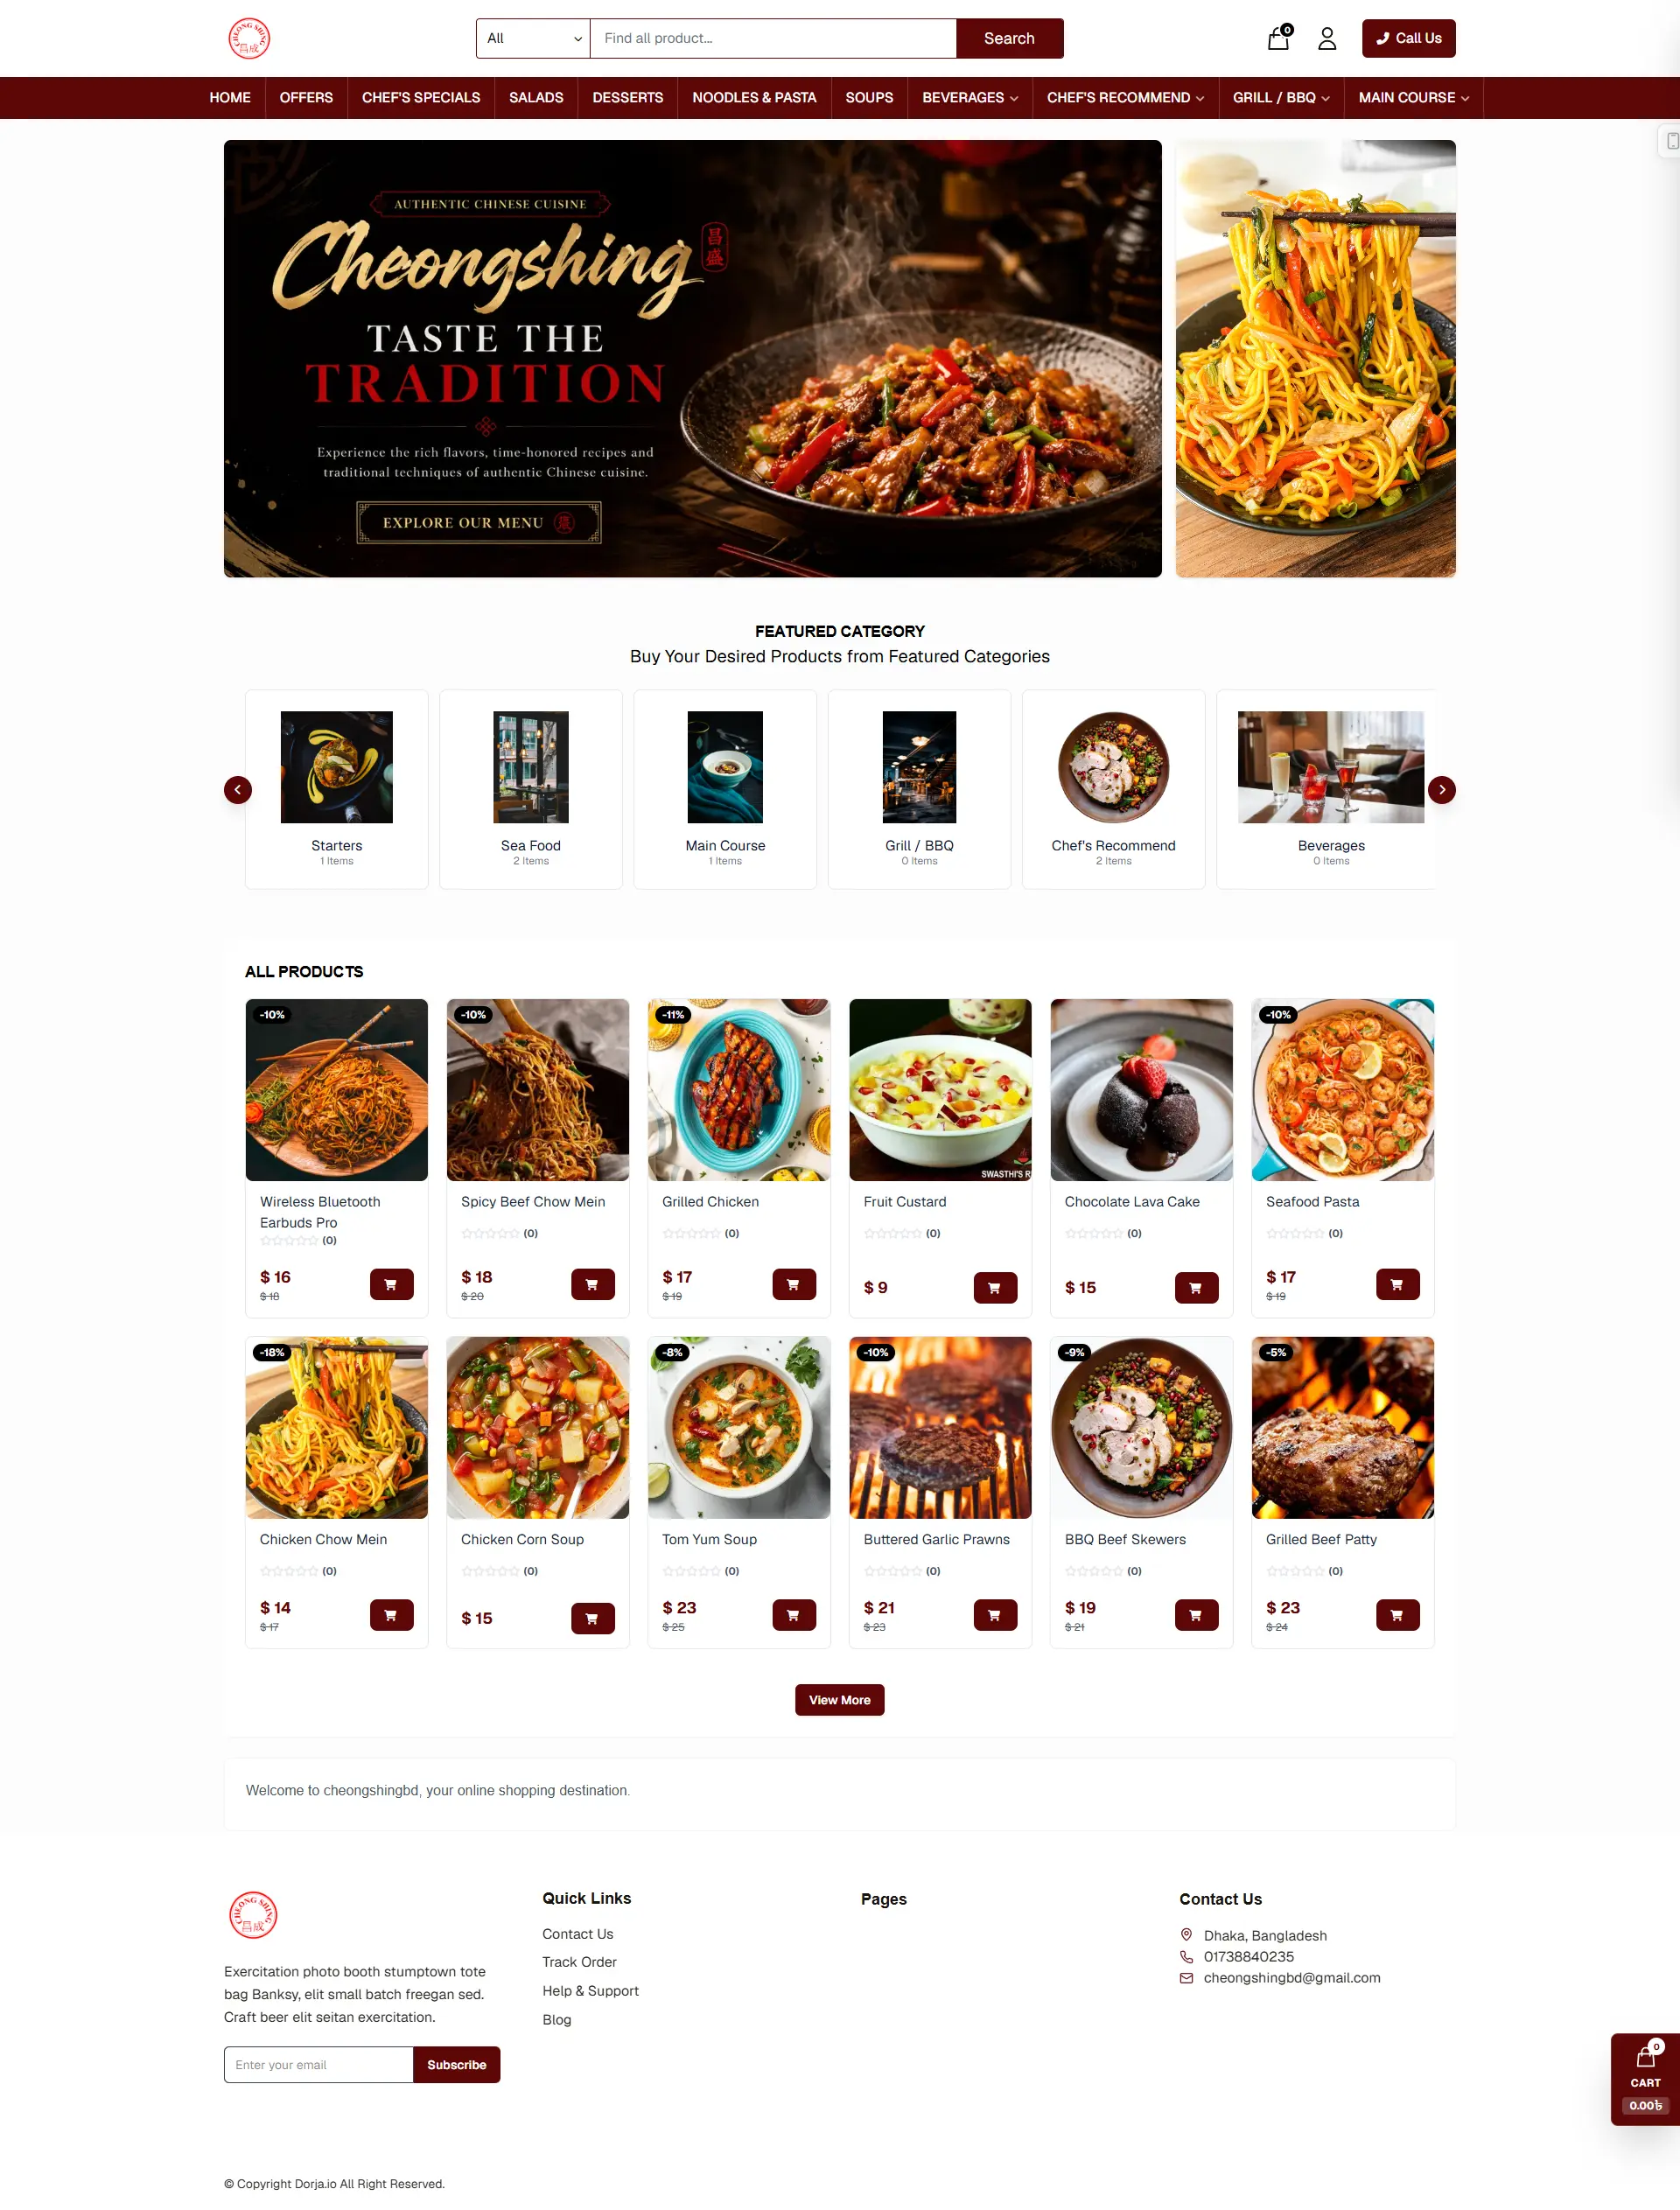 CHEONG SHING
昌成
All
Find all product...
Search
0
Call Us
HOME
OFFERS
CHEF'S SPECIALS
SALADS
DESSERTS
NOODLES & PASTA
SOUPS
BEVERAGES
CHEF'S RECOMMEND
GRILL / BBQ
MAIN COURSE
AUTHENTIC CHINESE CUISINE
Cheongshing
昌盛
TASTE THE
TRADITION
Experience the rich flavors, time-honored recipes and
traditional techniques of authentic Chinese cuisine.
EXPLORE OUR MENU
FEATURED CATEGORY
Buy Your Desired Products from Featured Categories
Starters
1 Items
Sea Food
2 Items
Main Course
1 Items
Grill / BBQ
0 Items
Chef's Recommend
2 Items
Beverages
0 Items
ALL PRODUCTS
-10%
Wireless Bluetooth
Earbuds Pro
(0)
$ 16
$ 18
-10%
Spicy Beef Chow Mein
(0)
$ 18
$ 20
-11%
Grilled Chicken
(0)
$ 17
$ 19
SWASTHI'S R
Fruit Custard
(0)
$ 9
Chocolate Lava Cake
(0)
$ 15
-10%
Seafood Pasta
(0)
$ 17
$ 19
-18%
Chicken Chow Mein
(0)
$ 14
$ 17
Chicken Corn Soup
(0)
$ 15
-8%
Tom Yum Soup
(0)
$ 23
$ 25
-10%
Buttered Garlic Prawns
(0)
$ 21
$ 23
-9%
BBQ Beef Skewers
(0)
$ 19
$ 21
-5%
Grilled Beef Patty
(0)
$ 23
$ 24
View More
Welcome to cheongshingbd, your online shopping destination.
CHEONG SHING
昌成
Exercitation photo booth stumptown tote
bag Banksy, elit small batch freegan sed.
Craft beer elit seitan exercitation.
Enter your email
Subscribe
Quick Links
Contact Us
Track Order
Help & Support
Blog
Pages
Contact Us
Dhaka, Bangladesh
01738840235
cheongshingbd@gmail.com
0
CART
0.00৳
© Copyright Dorja.io All Right Reserved.